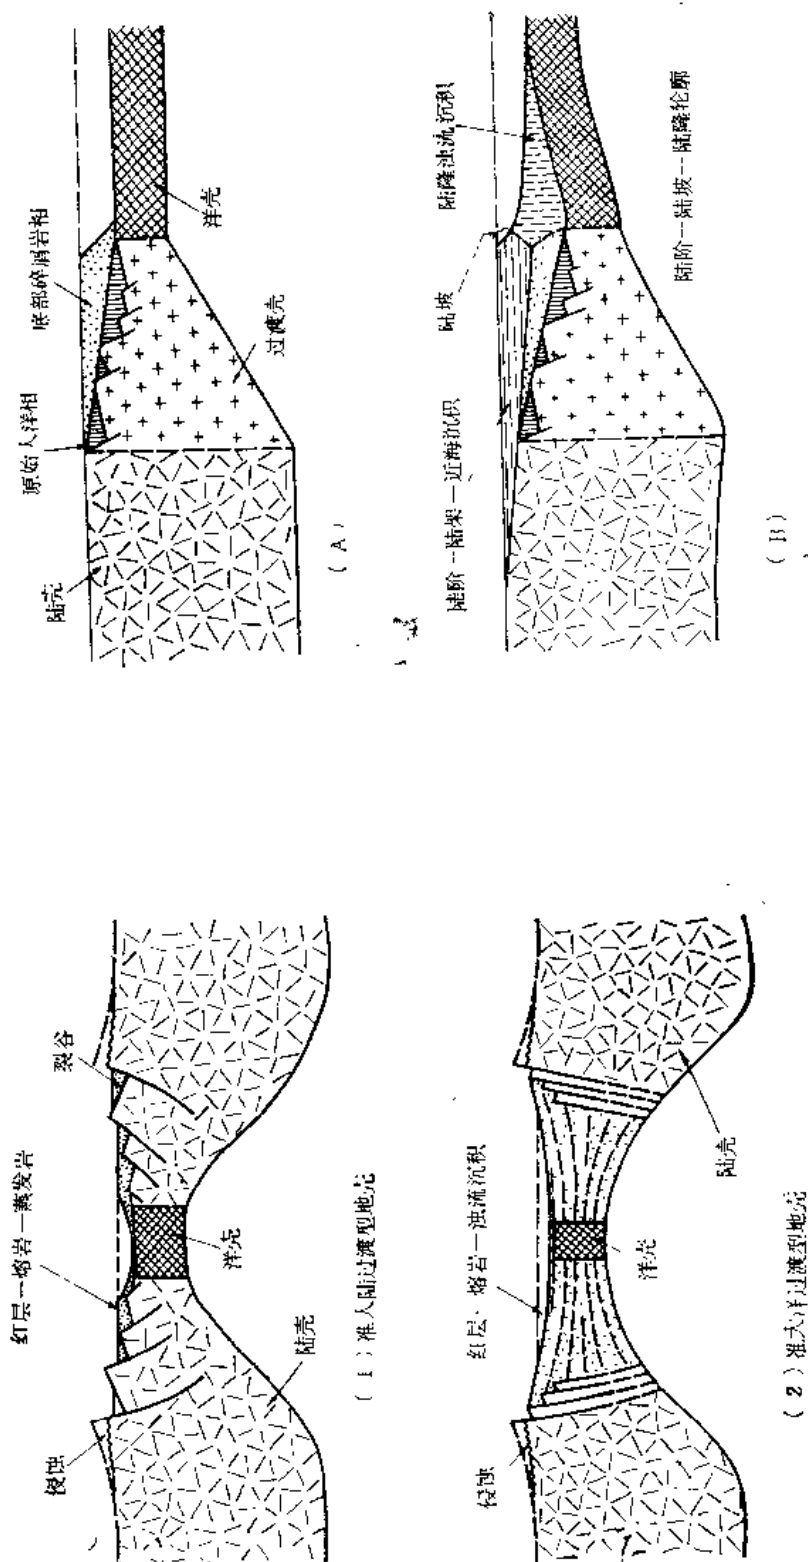 红层—熔岩—蒸发岩
侵蚀
裂谷
洋壳
陆壳
(1)准大陆过渡型地壳
红层·熔岩—浊流沉积
侵蚀
洋壳
陆壳
(2)准大洋过渡型地壳
原始大洋相
底部碎屑岩相
陆壳
洋壳
过渡壳
(A)
陆阶—陆架—近海沉积
陆坡
陆隆浊流沉积
陆阶—陆坡—陆隆轮廓
(B)